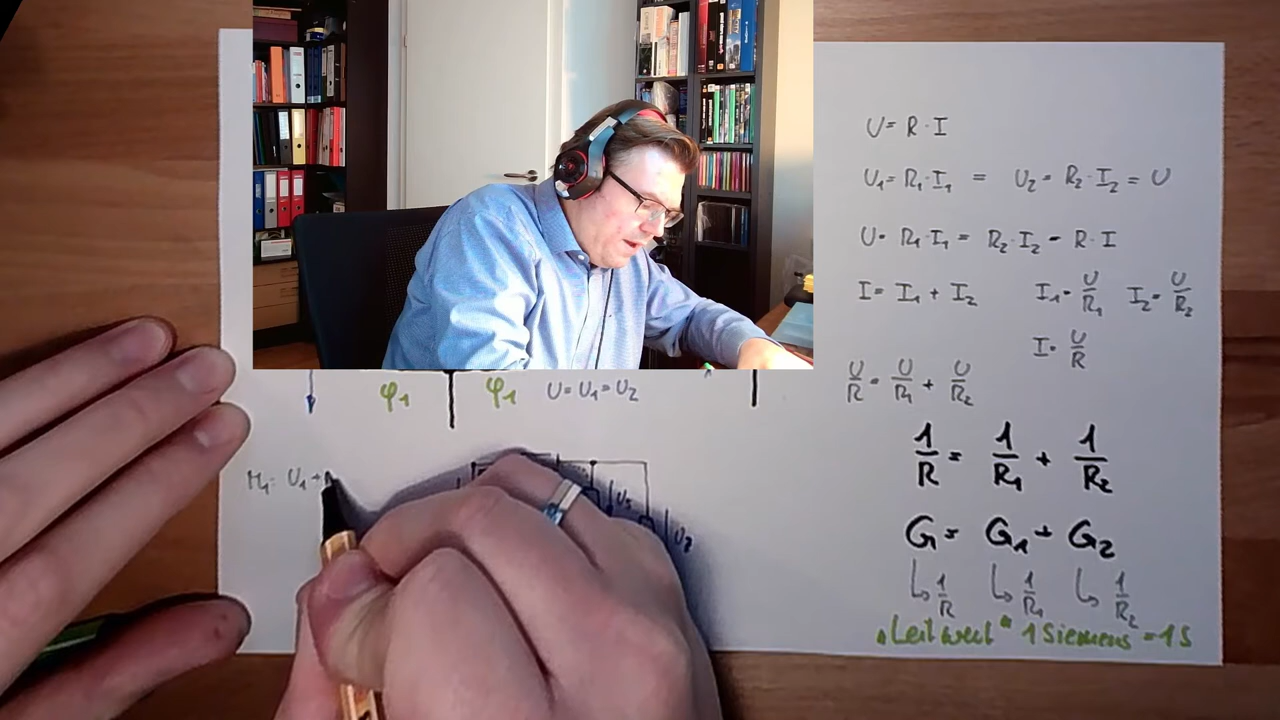 U = R · I
U₁ = R₁ · I₁ = U₂ = R₂ · I₂ = U
U = R₁ · I₁ = R₂ · I₂ = R · I
I = I₁ + I₂ I₁ = U/R₁ I₂ = U/R₂
I = U/R
U/R = U/R₁ + U/R₂
1/R = 1/R₁ + 1/R₂
G = G₁ + G₂
↳ 1/R ↳ 1/R₁ ↳ 1/R₂
"Leitwert" 1 Siemens = 1 S
φ₁ φ₁ U = U₁ = U₂
M₁: U₁ +